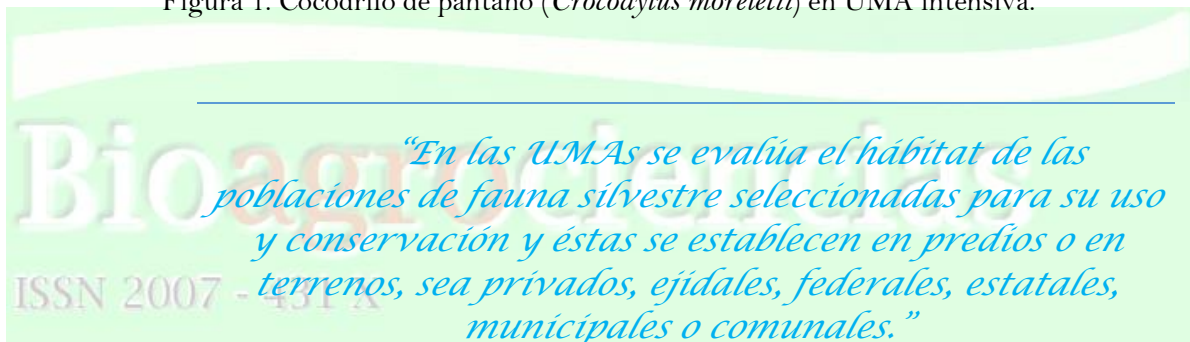 Figura 1. Cocodrilo de pantano (Crocodylus moreletii) en UMA intensiva.
“En las UMAs se evalúa el hábitat de las
poblaciones de fauna silvestre seleccionadas para su uso
y conservación y éstas se establecen en predios o en
terrenos, sea privados, ejidales, federales, estatales,
municipales o comunales.”
Bioagrociencias
ISSN 2007 - 431 X